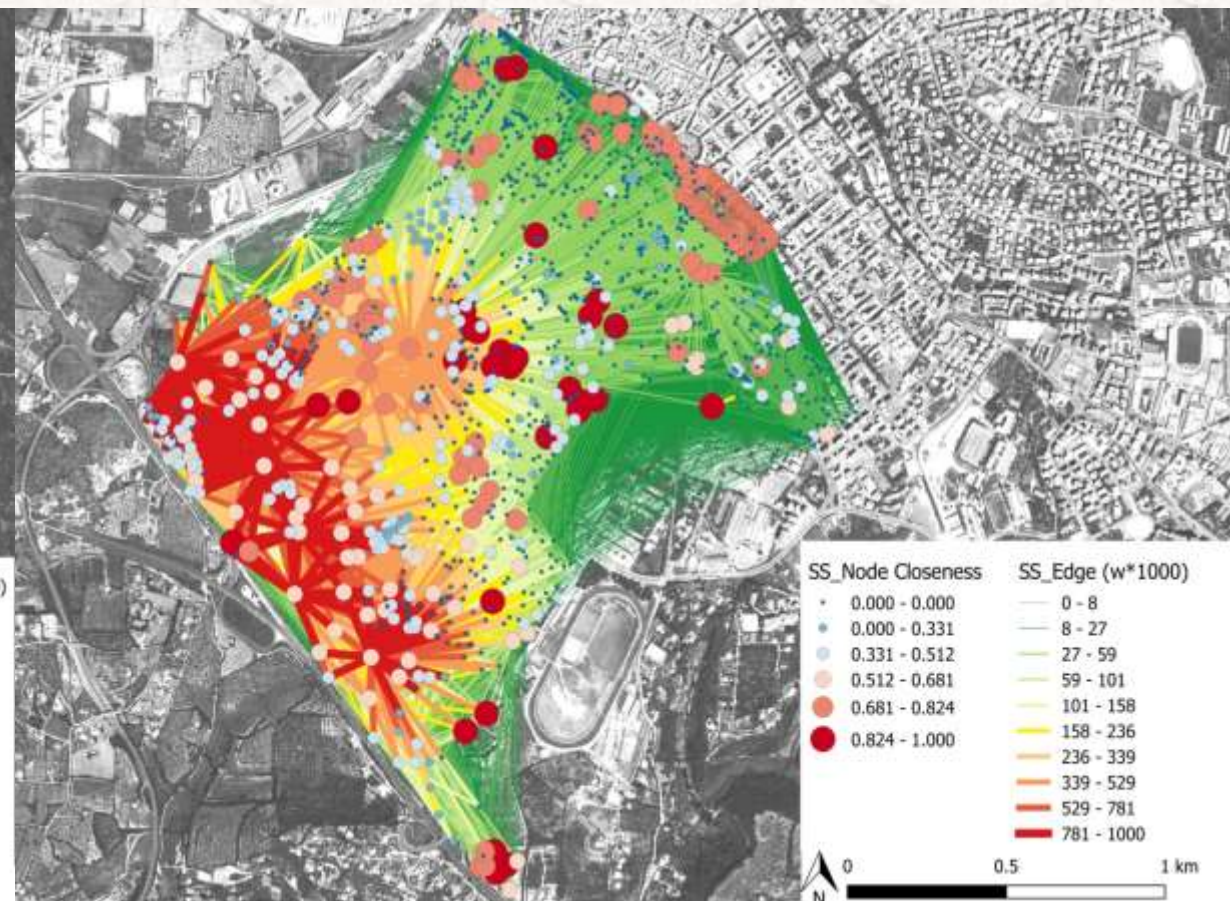 )
SS_Node Closeness
0.000 - 0.000
0.000 - 0.331
0.331 - 0.512
0.512 - 0.681
0.681 - 0.824
0.824 - 1.000
SS_Edge (w*1000)
0 - 8
8 - 27
27 - 59
59 - 101
101 - 158
158 - 236
236 - 339
339 - 529
529 - 781
781 - 1000
N
0 0.5 1 km